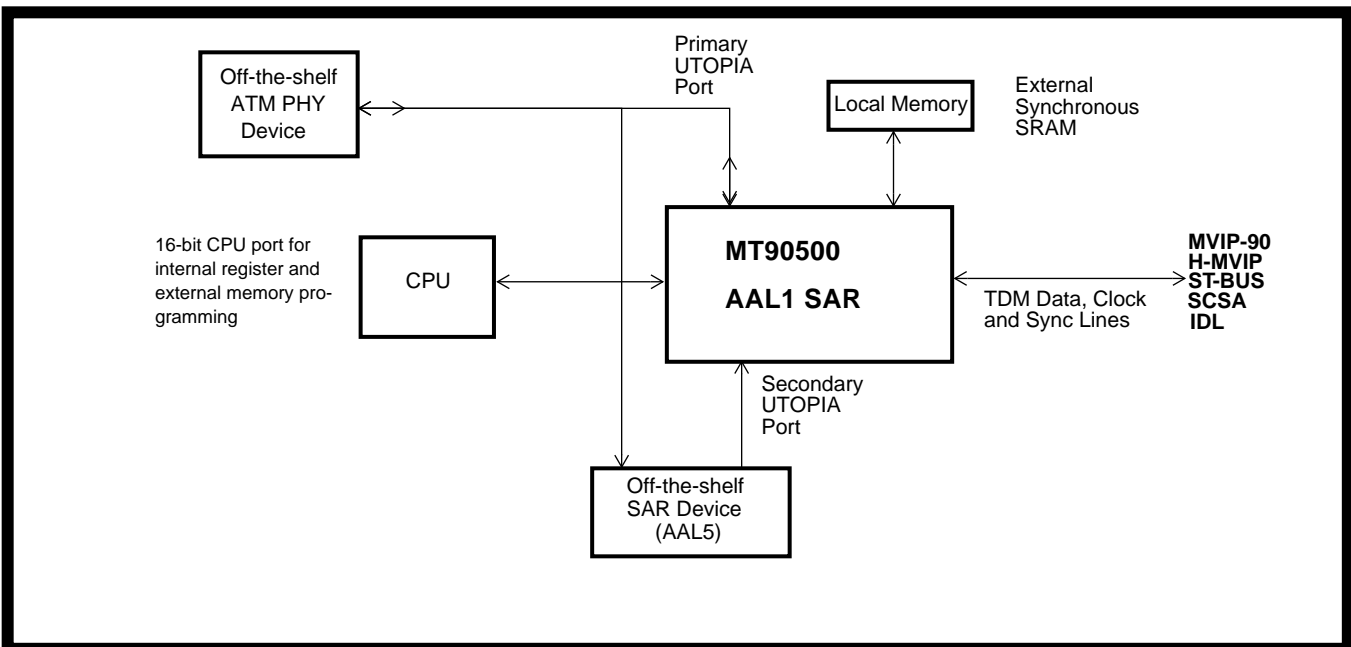 Off-the-shelf
ATM PHY
Device
Primary
UTOPIA
Port
Local Memory
External
Synchronous
SRAM
16-bit CPU port for
internal register and
external memory pro-
gramming
CPU
MT90500
AAL1 SAR
TDM Data, Clock
and Sync Lines
MVIP-90
H-MVIP
ST-BUS
SCSA
IDL
Secondary
UTOPIA
Port
Off-the-shelf
SAR Device
(AAL5)